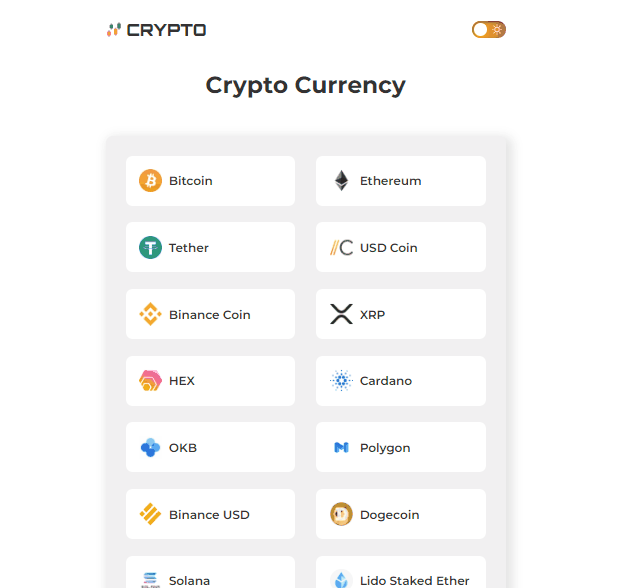 CRYPTO
Crypto Currency
Bitcoin
Ethereum
Tether
USD Coin
Binance Coin
XRP
HEX
Cardano
OKB
Polygon
Binance USD
Dogecoin
Solana
Lido Staked Ether